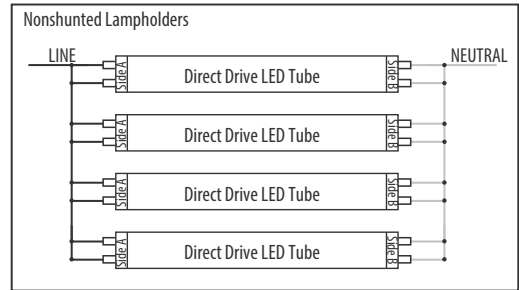 Nonshunted Lampholders
LINE
NEUTRAL
Side A
Direct Drive LED Tube
Side B
Side A
Direct Drive LED Tube
Side B
Side A
Direct Drive LED Tube
Side B
Side A
Direct Drive LED Tube
Side B